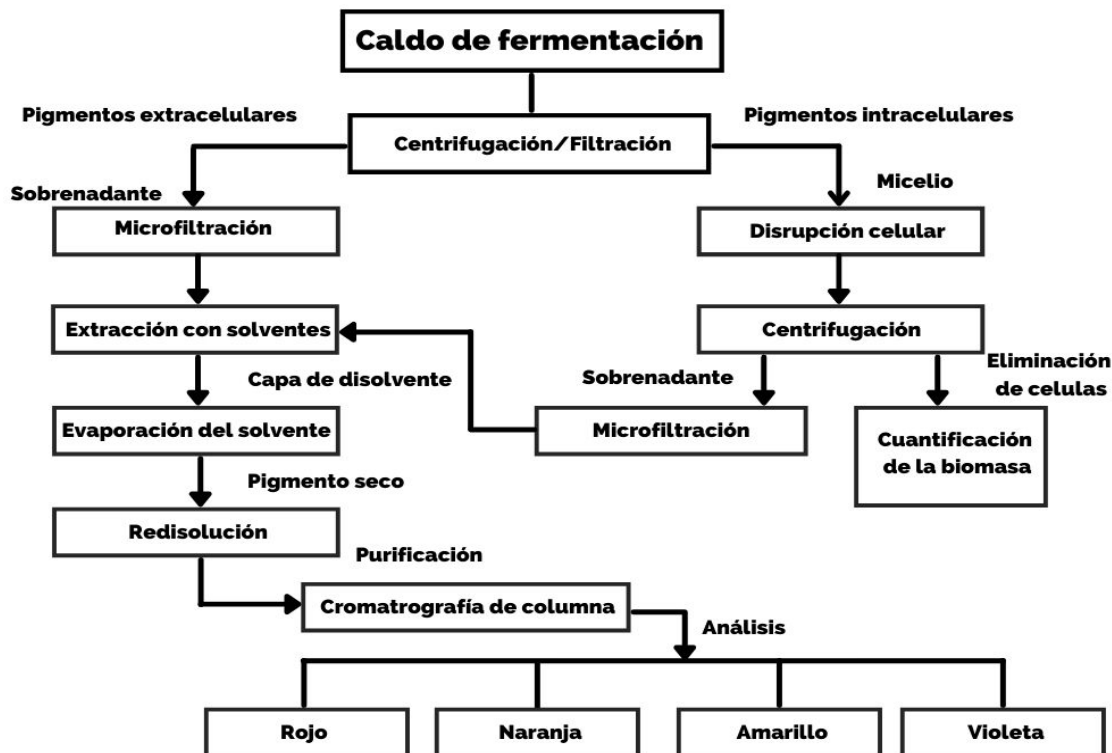 Caldo de fermentación
Pigmentos extracelulares
Pigmentos intracelulares
Centrifugación/Filtración
Sobrenadante
Micelio
Microfiltración
Disrupción celular
Extracción con solventes
Centrifugación
Capa de disolvente
Sobrenadante
Eliminación
de celulas
Evaporación del solvente
Microfiltración
Cuantificación
de la biomasa
Pigmento seco
Redisolución
Purificación
Cromatrografía de columna
Análisis
Rojo
Naranja
Amarillo
Violeta